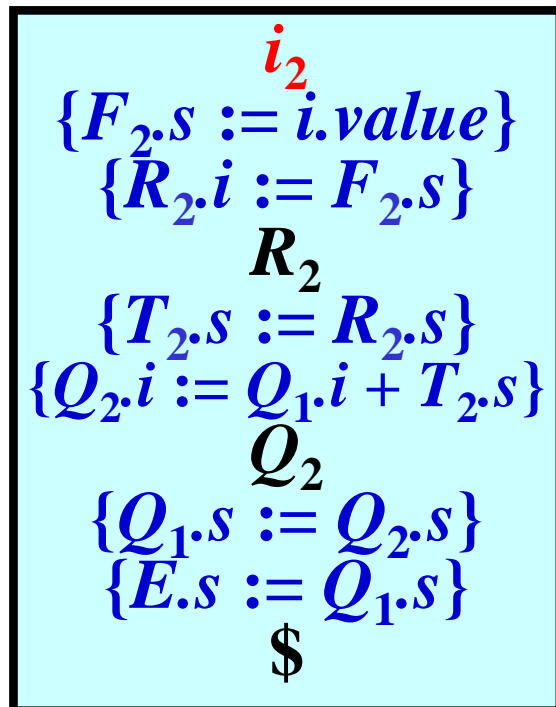 i₂
{F₂.s := i.value}
{R₂.i := F₂.s}
R₂
{T₂.s := R₂.s}
{Q₂.i := Q₁.i + T₂.s}
Q₂
{Q₁.s := Q₂.s}
{E.s := Q₁.s}
$